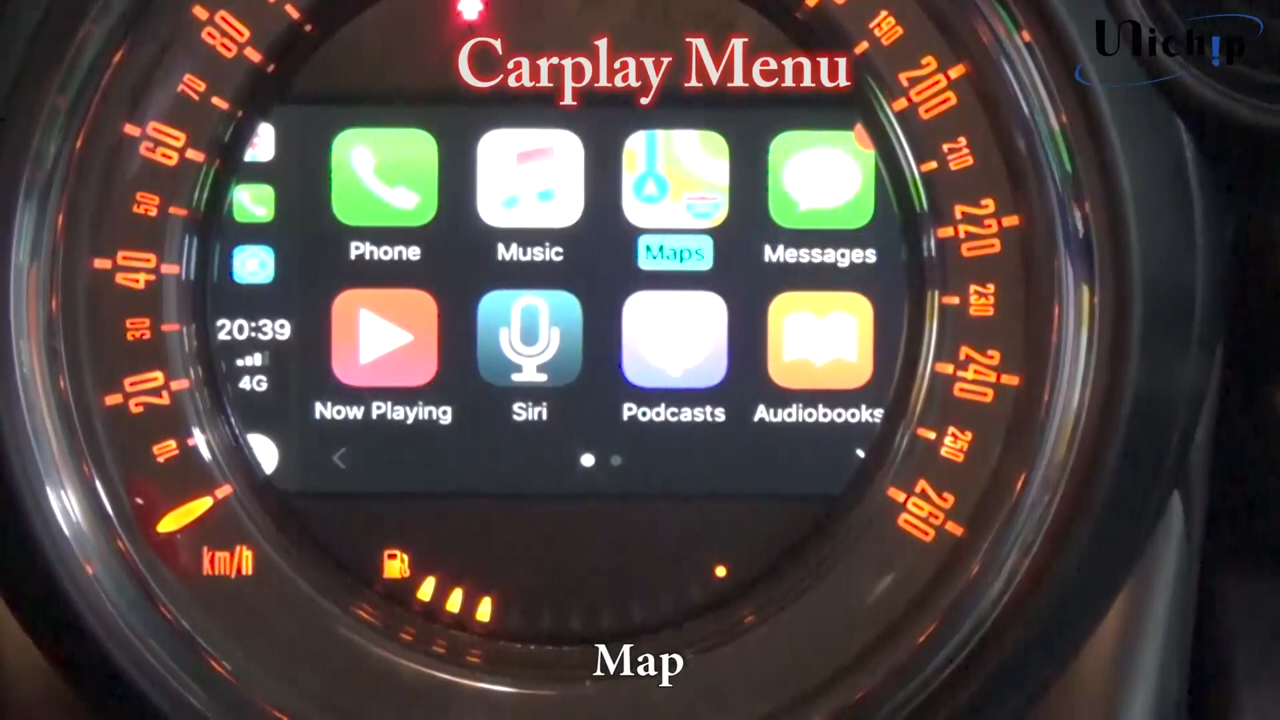 Carplay Menu
Unichip
80
70
60
50
40
30
20
10
km/h
190
200
210
220
230
240
250
260
Phone
Music
Maps
Messages
Now Playing
Siri
Podcasts
Audiobooks
20:39
4G
Map